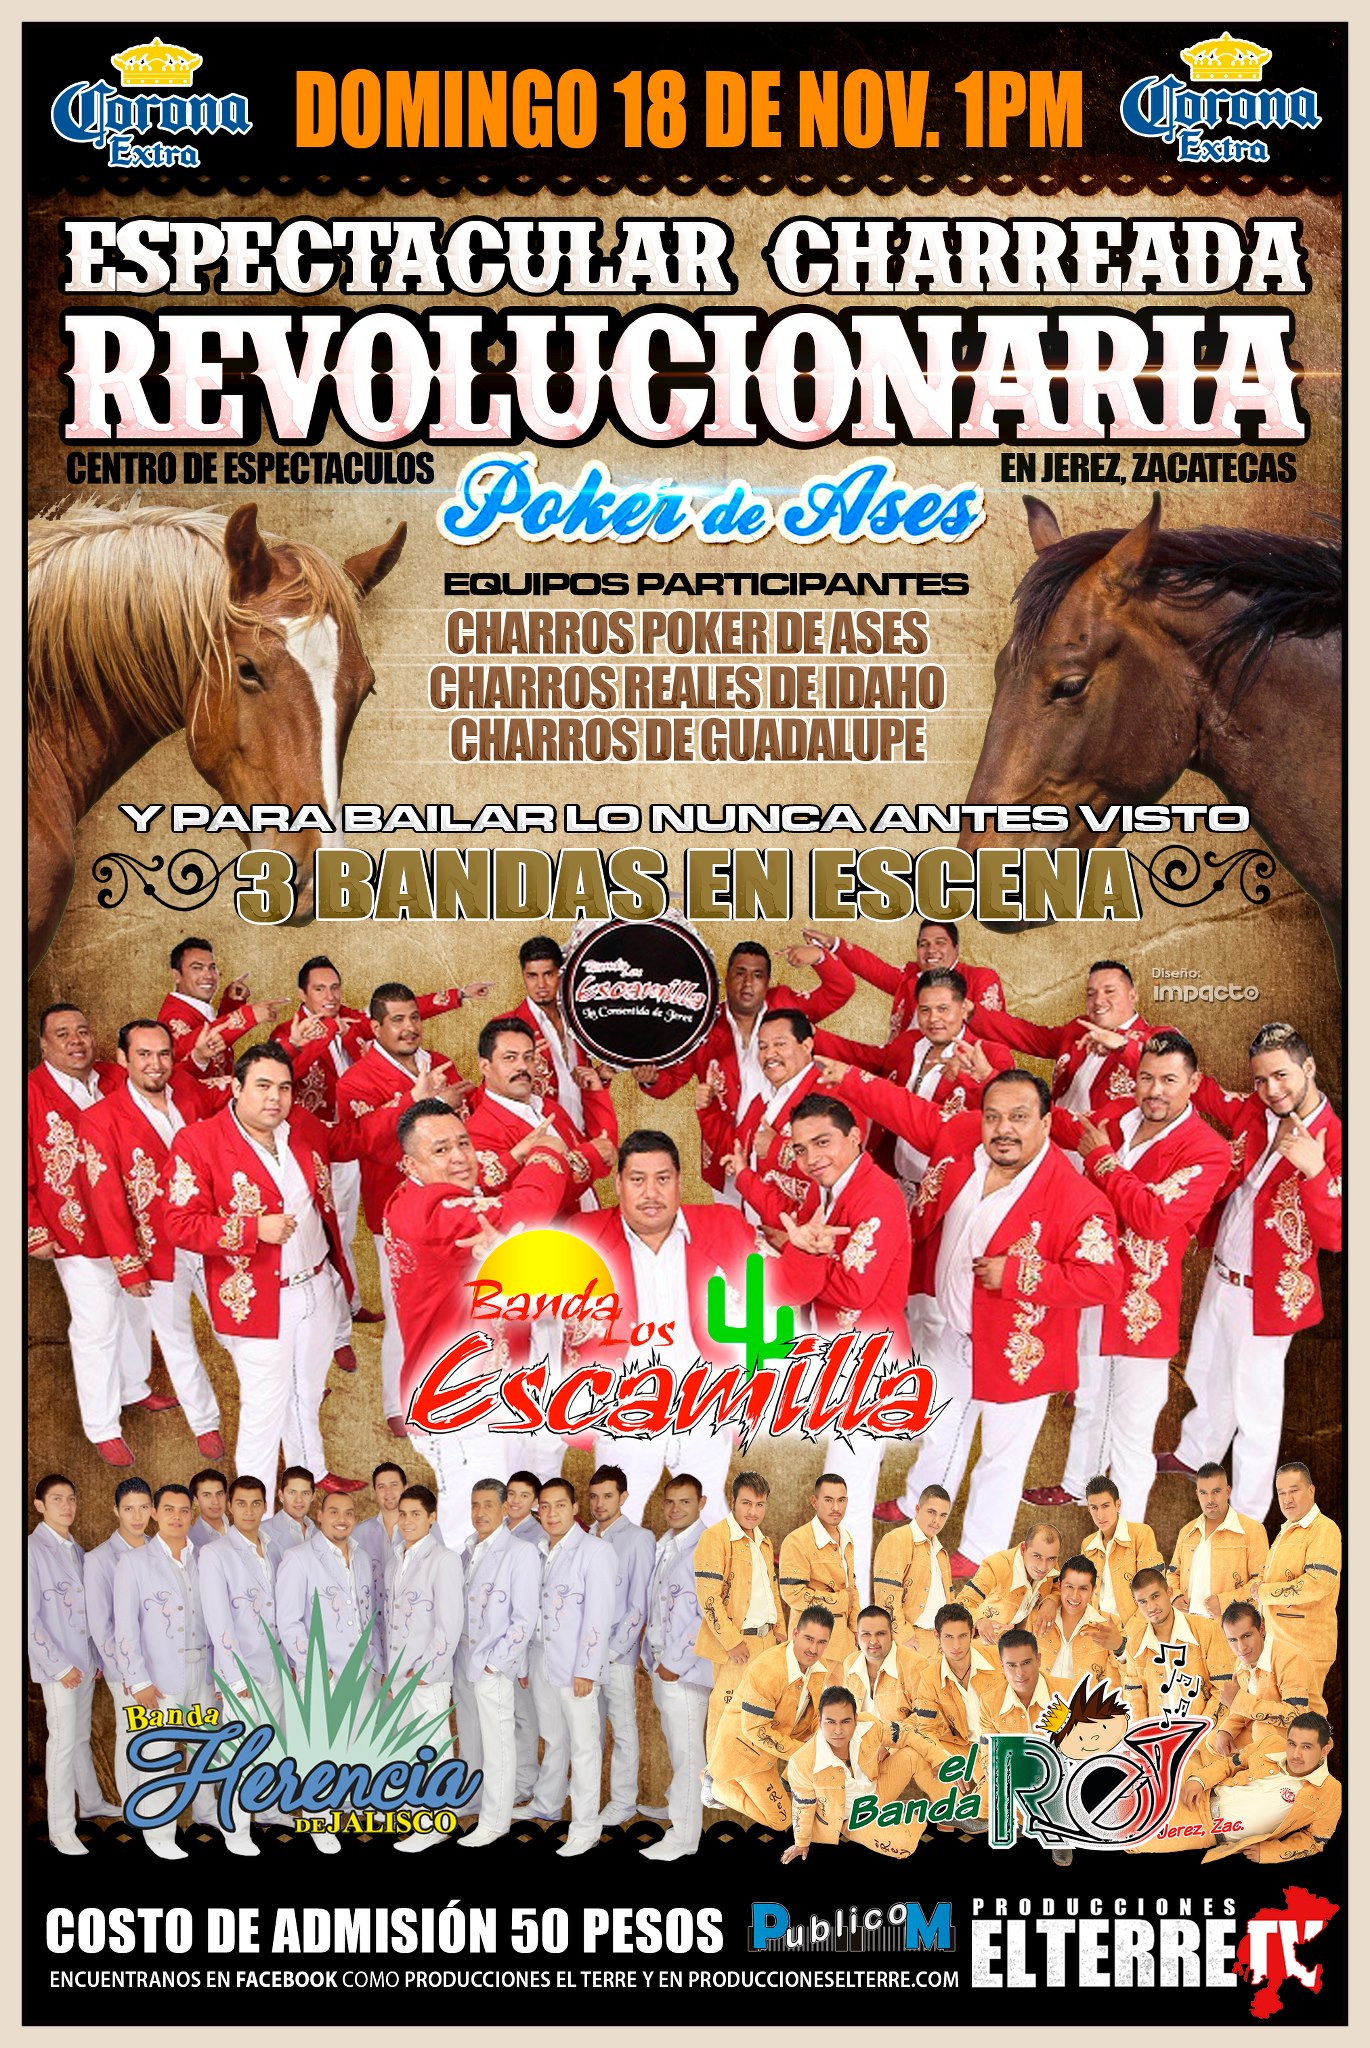 Corona Extra
DOMINGO 18 DE NOV. 1PM
Corona Extra
ESPECTACULAR CHARREADA
REVOLUCIONARIA
CENTRO DE ESPECTACULOS
Poker de Ases
EN JEREZ, ZACATECAS
EQUIPOS PARTICIPANTES
CHARROS POKER DE ASES
CHARROS REALES DE IDAHO
CHARROS DE GUADALUPE
Y PARA BAILAR LO NUNCA ANTES VISTO
3 BANDAS EN ESCENA
Banda Los
Escamilla
La Consentida de Jerez
Diseño:
impacto
Banda
Los
Escamilla
Banda
Herencia
DE JALISCO
el
Banda
Rey
Jerez, Zac.
COSTO DE ADMISIÓN 50 PESOS
PublicoM
PRODUCCIONES
ELTERRE TV
ENCUENTRANOS EN FACEBOOK COMO PRODUCCIONES EL TERRE Y EN PRODUCCIONESELTERRE.COM